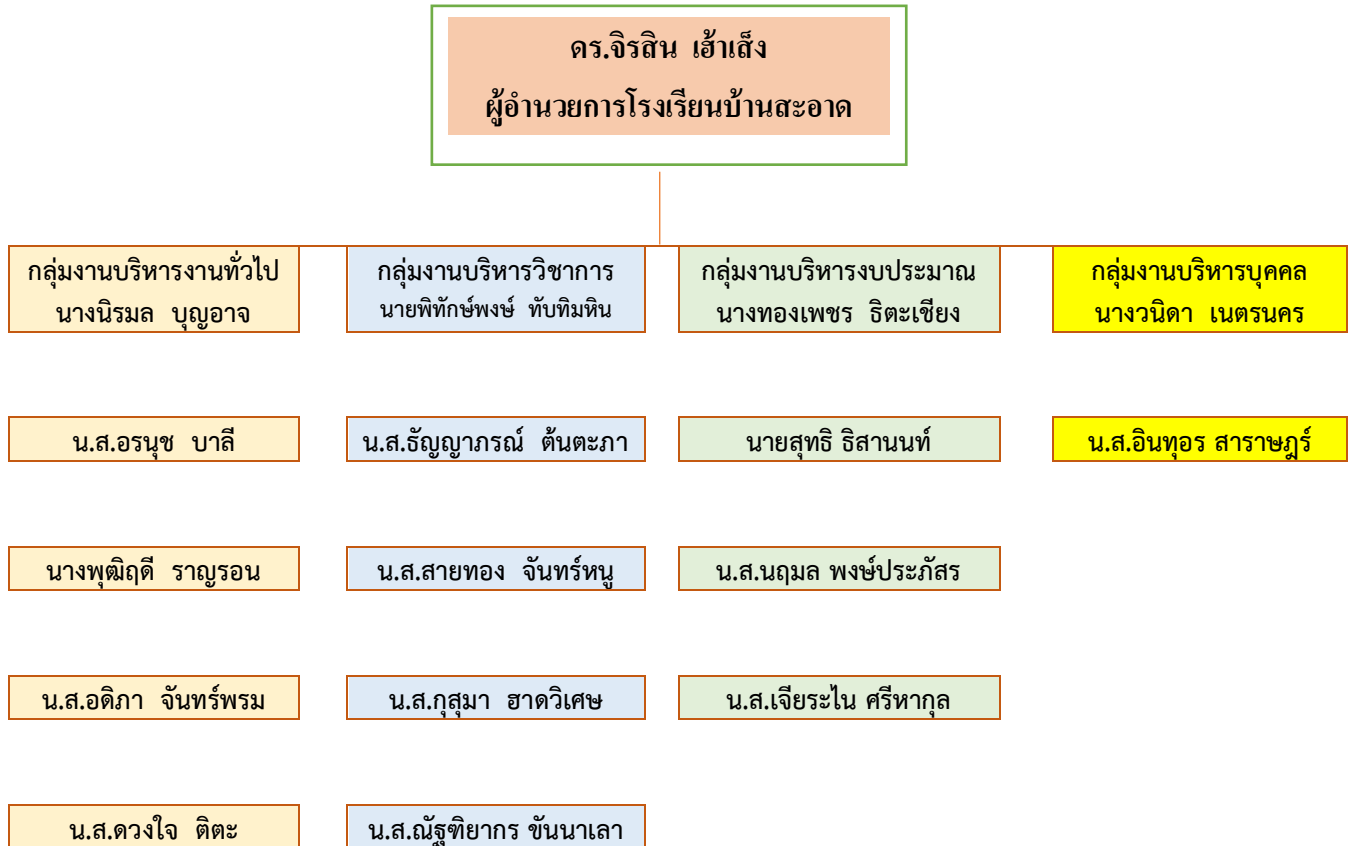 ดร.จิรสิน เฮ้าเส็ง
ผู้อำนวยการโรงเรียนบ้านสะอาด
กลุ่มงานบริหารงานทั่วไป
นางนิรมล บุญอาจ
กลุ่มงานบริหารวิชาการ
นายพิทักษ์พงษ์ ทับทิมหิน
กลุ่มงานบริหารงบประมาณ
นางทองเพชร ธิตะเชียง
กลุ่มงานบริหารบุคคล
นางวนิดา เนตรนคร
น.ส.อรนุช บาลี
น.ส.ธัญญาภรณ์ ต้นตะภา
นายสุทธิ ธิสานนท์
น.ส.อินทุอร สาราษฎร์
นางพุฒิฤดี ราญรอน
น.ส.สายทอง จันทร์หนู
น.ส.นฤมล พงษ์ประภัสร
น.ส.อดิภา จันทร์พรม
น.ส.กุสุมา ฮาดวิเศษ
น.ส.เจียระไน ศรีหากุล
น.ส.ดวงใจ ติตะ
น.ส.ณัฐฑิยากร ขันนาเลา